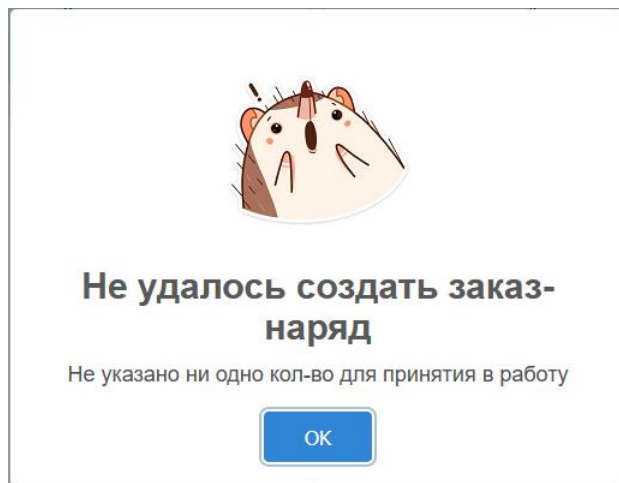 Не удалось создать заказ-
наряд
Не указано ни одно кол-во для принятия в работу
OK